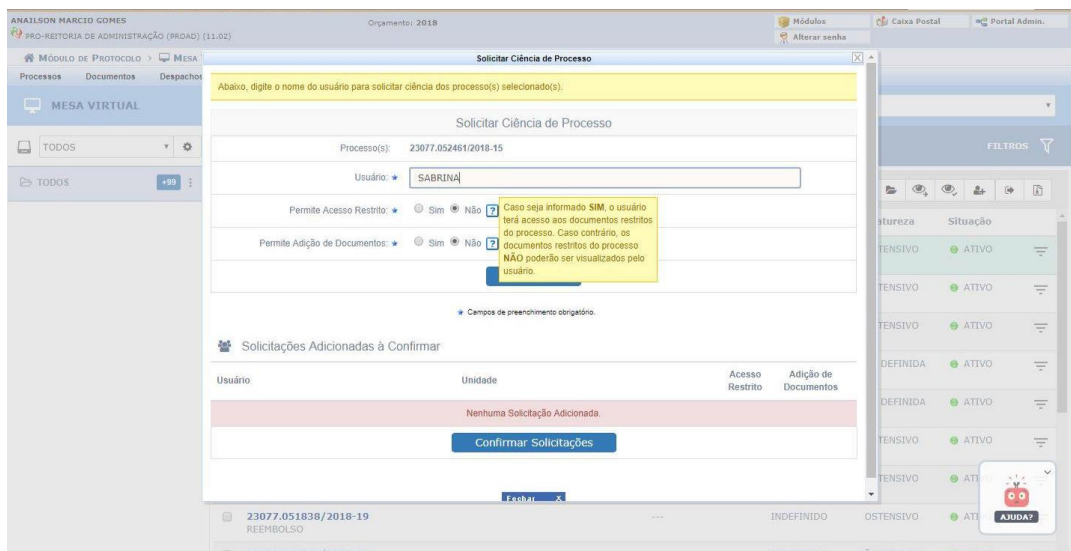 ANAILSON MARCIO GOMES
Orçamento: 2018
Módulos
Caixa Postal
Portal Admin.
PRO-REITORIA DE ADMINISTRAÇÃO (PROAD) (11.02)
Alterar senha
MÓDULO DE PROTOCOLO > MESA
Solicitar Ciência de Processo
X
Processos Documentos Despachos
Abaixo, digite o nome do usuário para solicitar ciência dos processo(s) selecionado(s).
MESA VIRTUAL
Solicitar Ciência de Processo
TODOS
Processo(s): 23077.052461/2018-15
FILTROS
TODOS +99
Usuário: SABRINA
Permite Acesso Restrito: Sim Não ?
Permite Adição de Documentos: Sim Não ?
Caso seja informado SIM, o usuário
terá acesso aos documentos restritos
do processo. Caso contrário, os
documentos restritos do processo
NÃO poderão ser visualizados pelo
usuário.
Campos de preenchimento obrigatório.
Solicitações Adicionadas à Confirmar
Usuário Unidade Acesso Restrito Adição de Documentos
Nenhuma Solicitação Adicionada.
Confirmar Solicitações
Fechar X
atureza Situação
TENSIVO ATIVO
TENSIVO ATIVO
TENSIVO ATIVO
DEFINIDA ATIVO
DEFINIDA ATIVO
TENSIVO ATIVO
TENSIVO ATI
23077.051838/2018-19 --- INDEFINIDO OSTENSIVO ATI
REEMBOLSO
AJUDA?